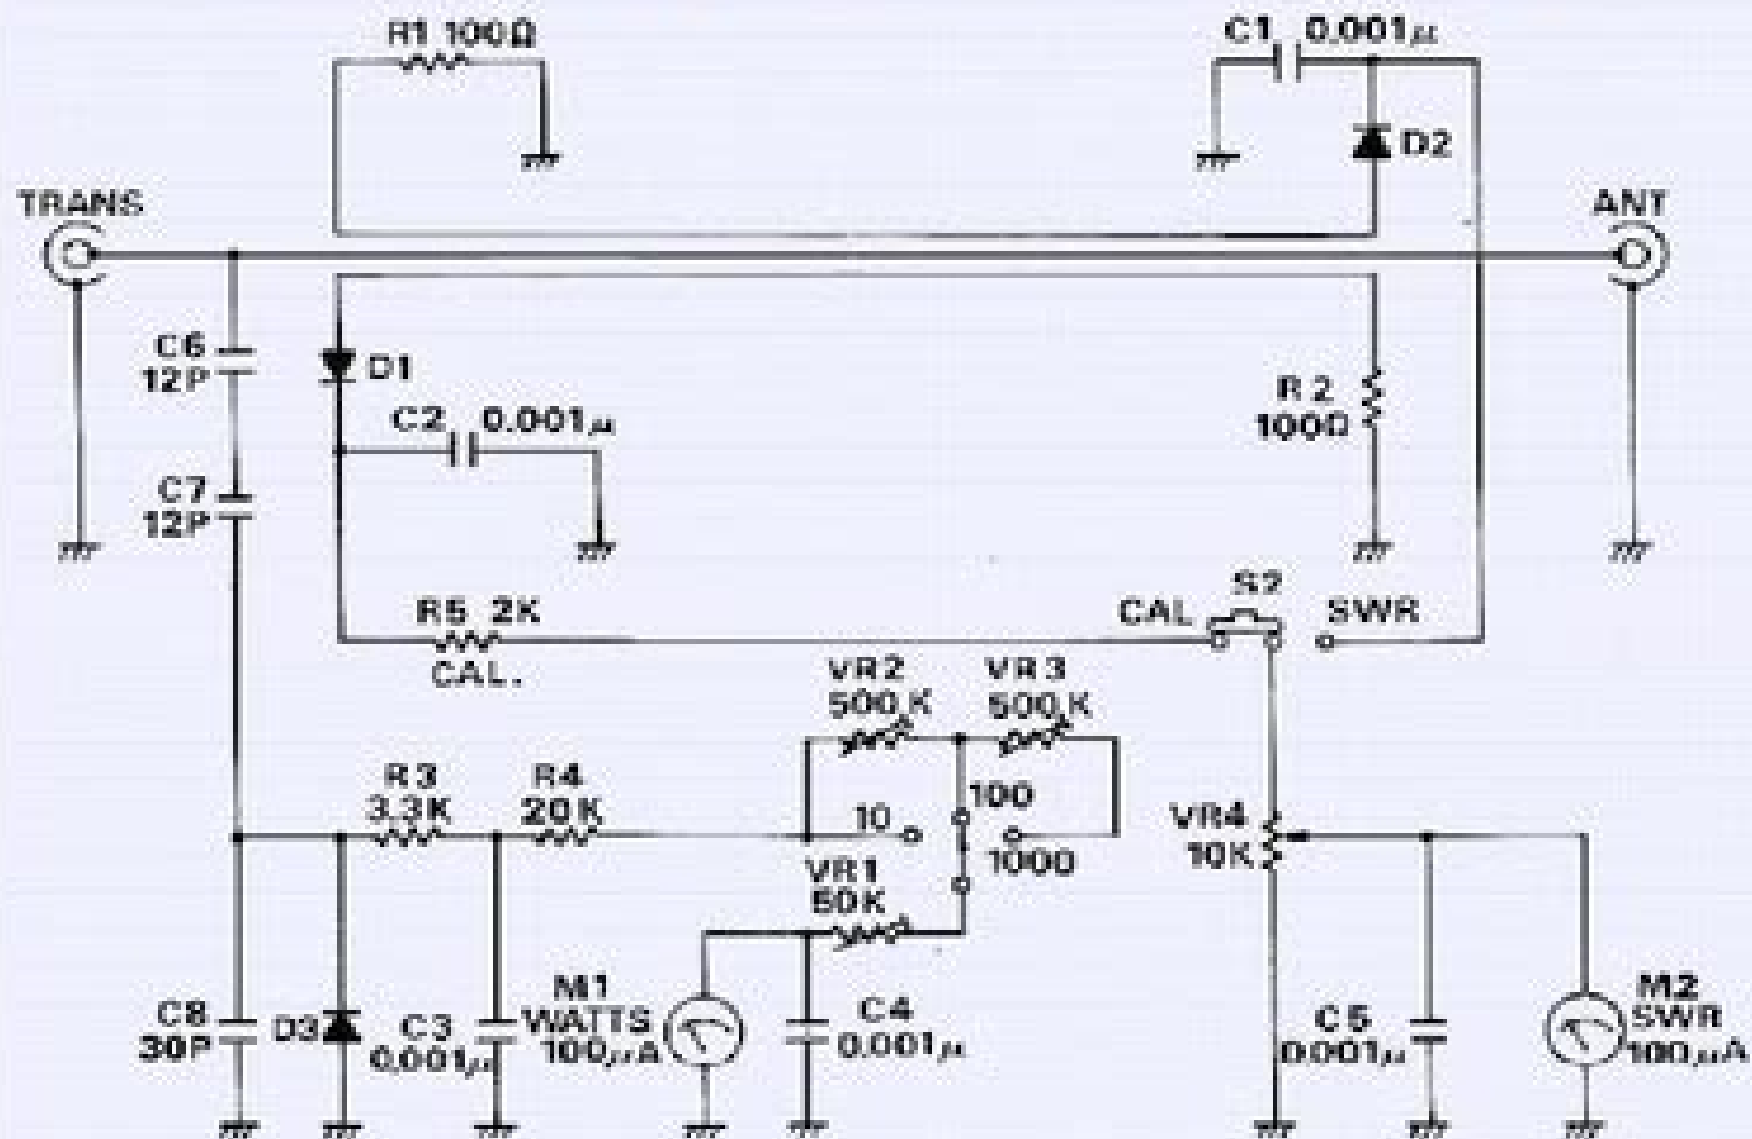 R1 100Ω
C1 0.001μ
D2
TRANS
ANT
C6
12P
D1
C2 0.001μ
R2
100Ω
C7
12P
S2
R5 2K
CAL
SWR
CAL.
VR2
500K
VR3
500K
R3
3.3K
R4
20K
10
100
1000
VR4
10K
VR1
50K
C8
30P
D3
C3
0.001μ
M1
WATTS
100μA
C4
0.001μ
C5
0.001μ
M2
SWR
100μA